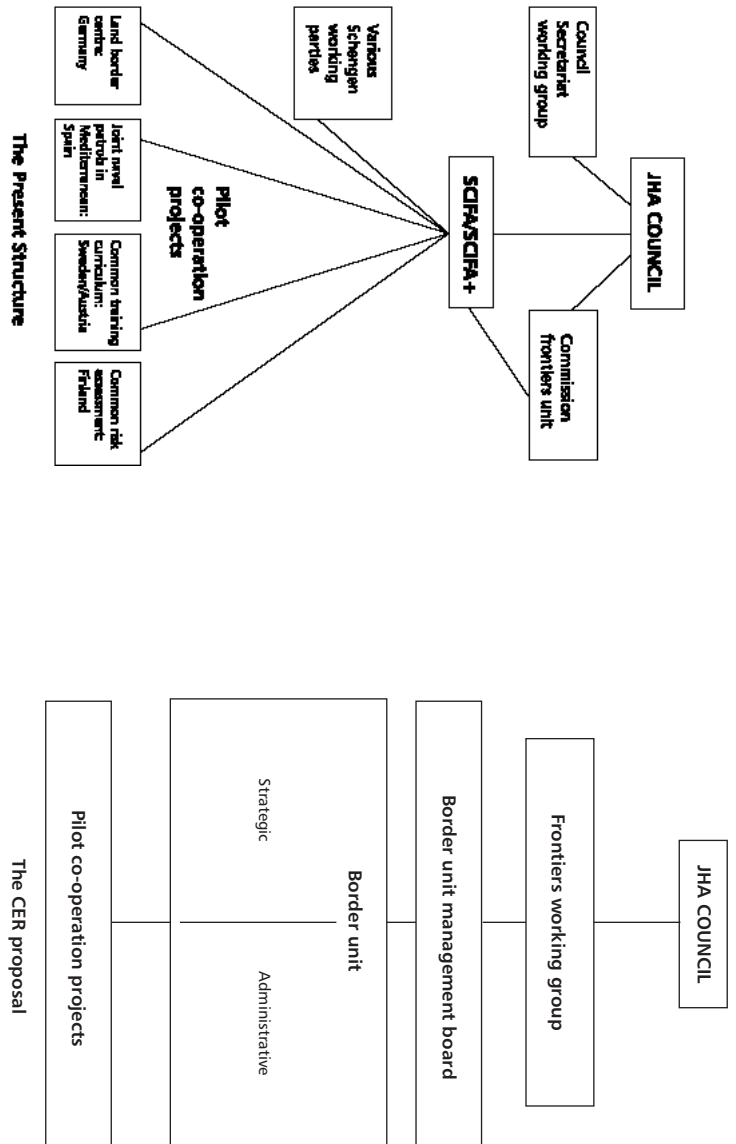 JHA COUNCIL
Council
Secretariat
working group
Commission
frontiers unit
SCIFA/SCIFA+
Various
Schengen
working
parties
Pilot
co-operation
projects
Land border
centre:
Germany
Joint naval
patrols in
Mediterranean:
Spain
Common training
curriculum:
Sweden/Austria
Common risk
assessment:
Finland
The Present Structure
JHA COUNCIL
Frontiers working group
Border unit management board
Border unit
Strategic
Administrative
Pilot co-operation projects
The CER proposal